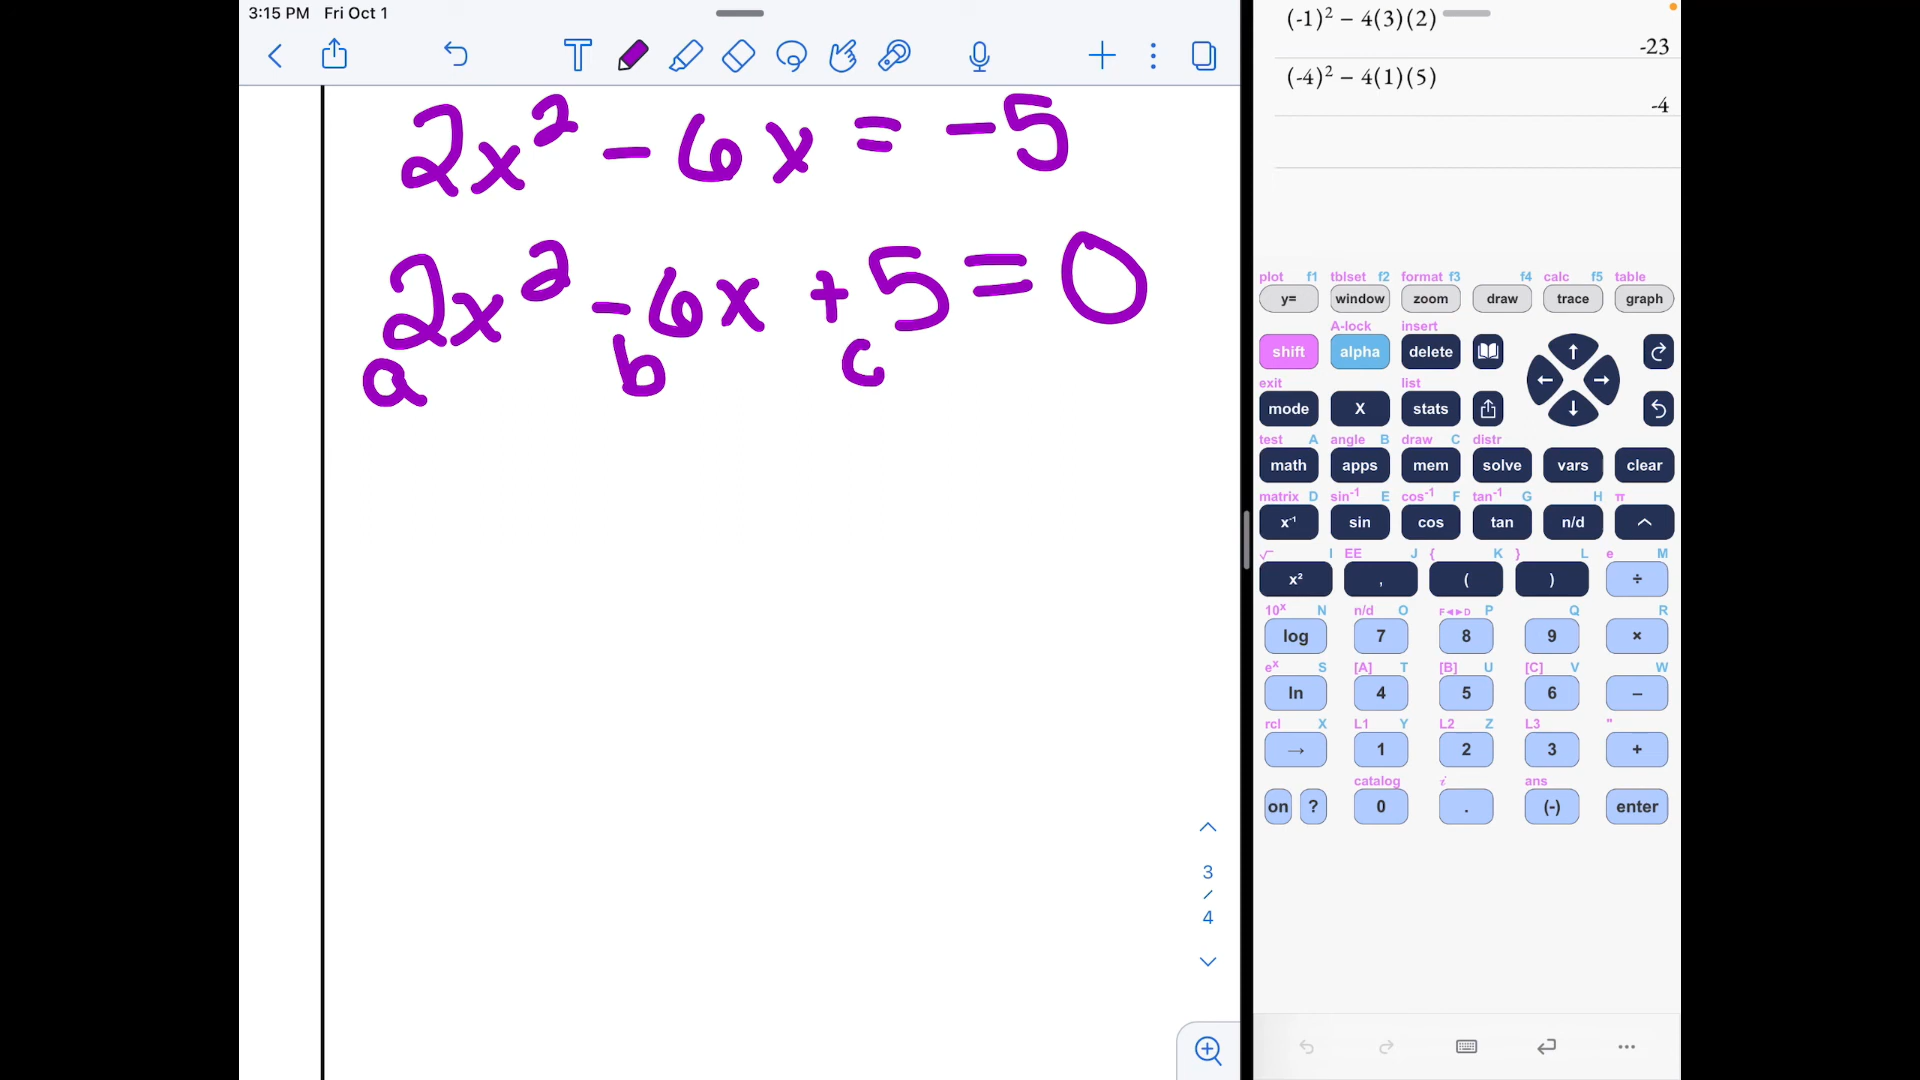 3:15 PM Fri Oct 1
2x² - 6x = -5
2x² - 6x + 5 = 0
a b c
3
/
4
(-1)² − 4(3)(2)
-23
(-4)² − 4(1)(5)
-4
plot f1 tblset f2 format f3 f4 calc f5 table
y= window zoom draw trace graph
A-lock insert
shift alpha delete
exit list
mode X stats
test A angle B draw C distr
math apps mem solve vars clear
matrix D sin⁻¹ E cos⁻¹ F tan⁻¹ G H π
x⁻¹ sin cos tan n/d ^
√ I EE J { K } L e M
x² , ( ) ÷
10ˣ N n/d O F◄►D P Q R
log 7 8 9 ×
eˣ S [A] T [B] U [C] V W
ln 4 5 6 −
rcl X L1 Y L2 Z L3 "
→ 1 2 3 +
catalog i ans
on ? 0 . (-) enter